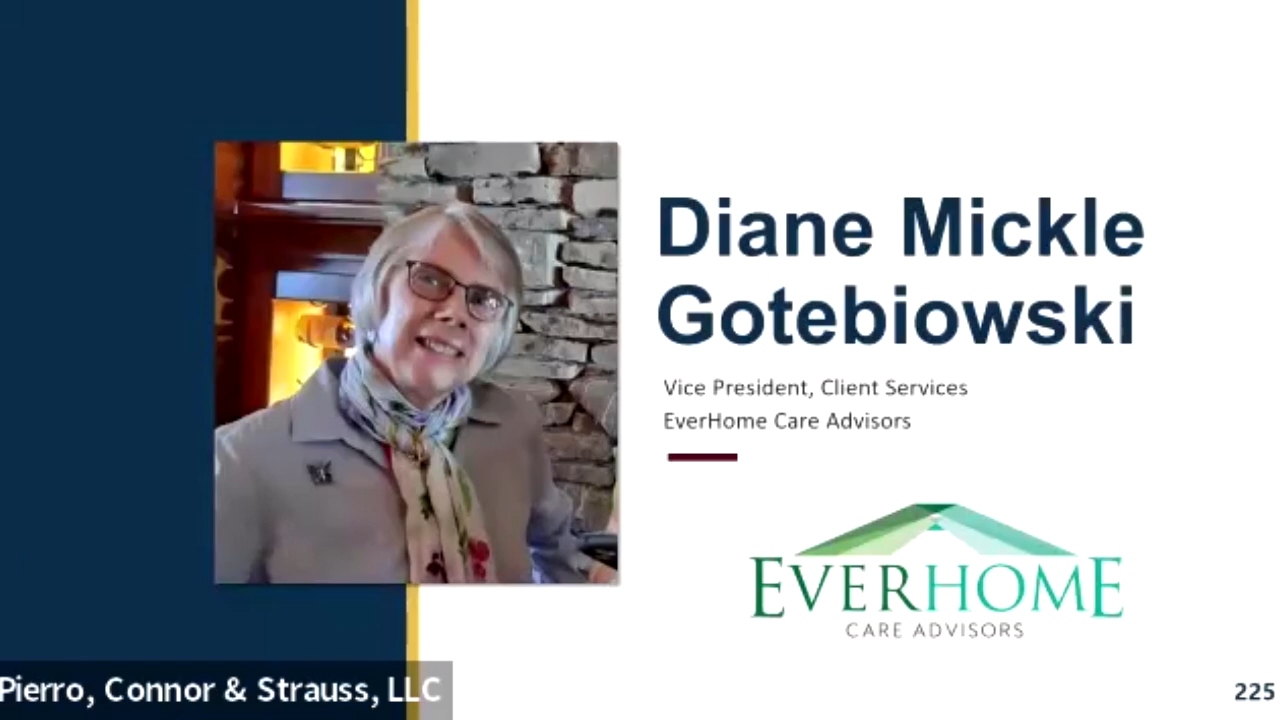 Diane Mickle
Gotebiowski
Vice President, Client Services
EverHome Care Advisors
EVERHOME
CARE ADVISORS
Pierro, Connor & Strauss, LLC
225